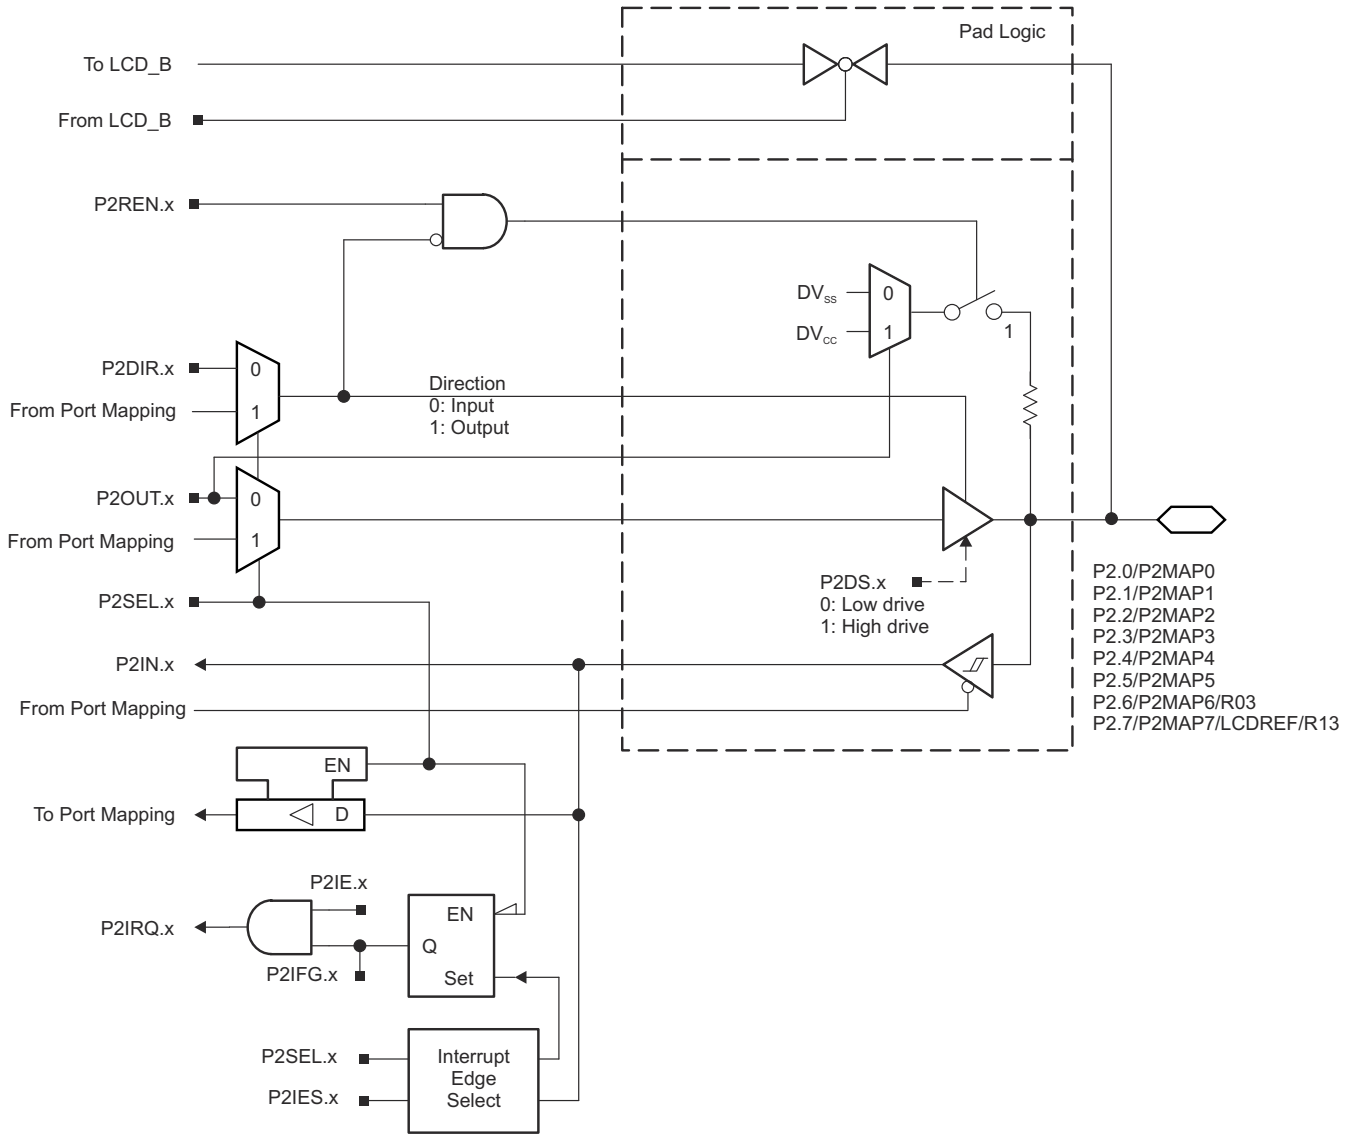 Pad Logic
To LCD_B
From LCD_B
P2REN.x
DVSS
0
DVCC
1
1
P2DIR.x
0
From Port Mapping
1
Direction
0: Input
1: Output
P2OUT.x
0
From Port Mapping
1
P2SEL.x
P2DS.x
0: Low drive
1: High drive
P2.0/P2MAP0
P2.1/P2MAP1
P2.2/P2MAP2
P2.3/P2MAP3
P2.4/P2MAP4
P2.5/P2MAP5
P2.6/P2MAP6/R03
P2.7/P2MAP7/LCDREF/R13
P2IN.x
From Port Mapping
EN
To Port Mapping
D
P2IE.x
P2IRQ.x
EN
Q
P2IFG.x
Set
P2SEL.x
P2IES.x
Interrupt
Edge
Select